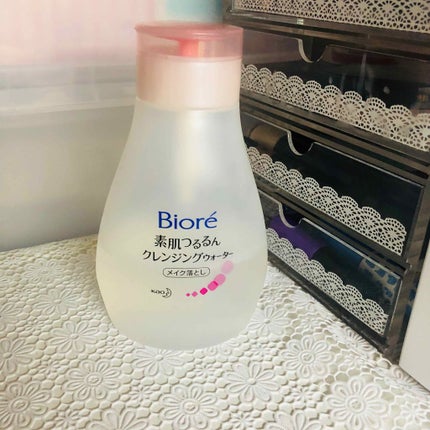 Bioré
素肌つるるん
クレンジングウォーター
メイク落とし
KAO